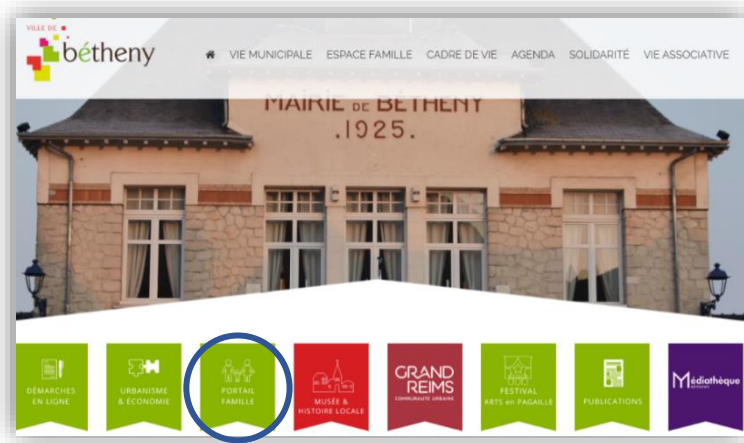 VILLE DE
bétheny
VIE MUNICIPALE ESPACE FAMILLE CADRE DE VIE AGENDA SOLIDARITÉ VIE ASSOCIATIVE
MAIRIE DE BÉTHENY
.1925.
DÉMARCHES
EN LIGNE
URBANISME
& ÉCONOMIE
PORTAIL
FAMILLE
MUSÉE &
HISTOIRE LOCALE
GRAND
REIMS
COMMUNAUTÉ URBAINE
FESTIVAL
ARTS en PAGAILLE
PUBLICATIONS
Médiathèque
BÉTHENY